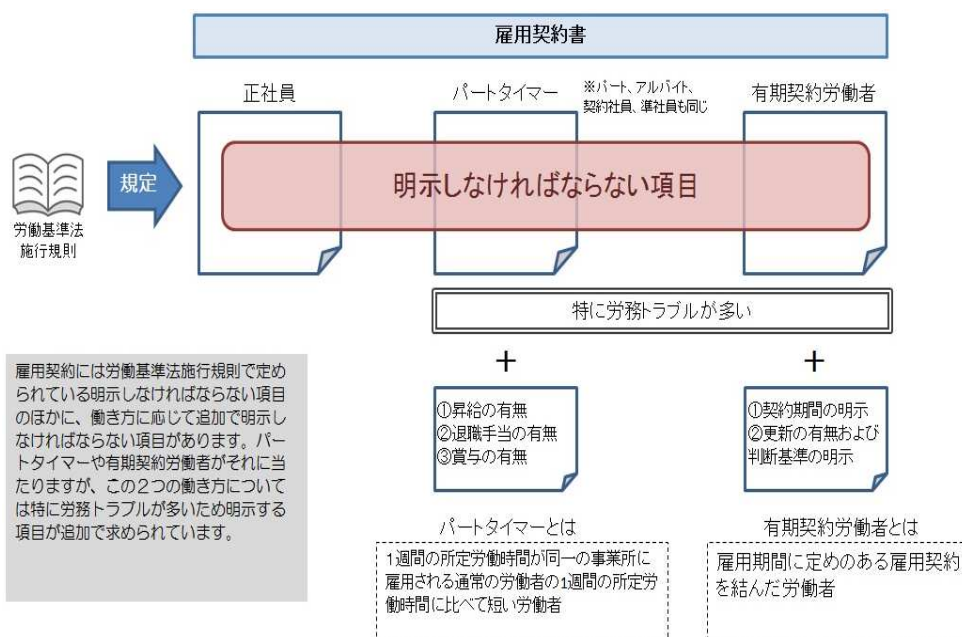 雇用契約書
正社員
パートタイマー
※パート、アルバイト、
契約社員、準社員も同じ
有期契約労働者
規定
労働基準法
施行規則
明示しなければならない項目
特に労務トラブルが多い
+
+
雇用契約には労働基準法施行規則で定め
られている明示しなければならない項目
のほかに、働き方に応じて追加で明示し
なければならない項目があります。パー
トタイマーや有期契約労働者がそれに当
たりますが、この２つの働き方については
特に労務トラブルが多いため明示する
項目が追加で求められています。
①昇給の有無
②退職手当の有無
③賞与の有無
①契約期間の明示
②更新の有無および
判断基準の明示
パートタイマーとは
1週間の所定労働時間が同一の事業所に
雇用される通常の労働者の1週間の所定労
働時間に比べて短い労働者
有期契約労働者とは
雇用期間に定めのある雇用契約
を結んだ労働者